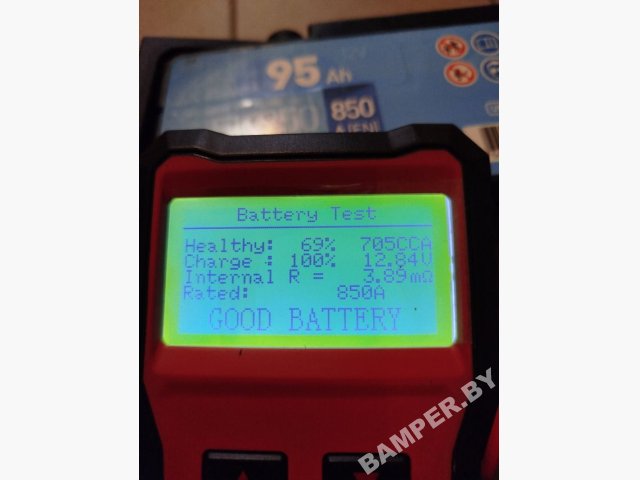 95 Ah
850
A(EN)
Battery Test
Healthy: 69% 705CCA
Charge : 100% 12.84V
Internal R = 3.89mΩ
Rated: 850A
GOOD BATTERY
BAMPER.BY